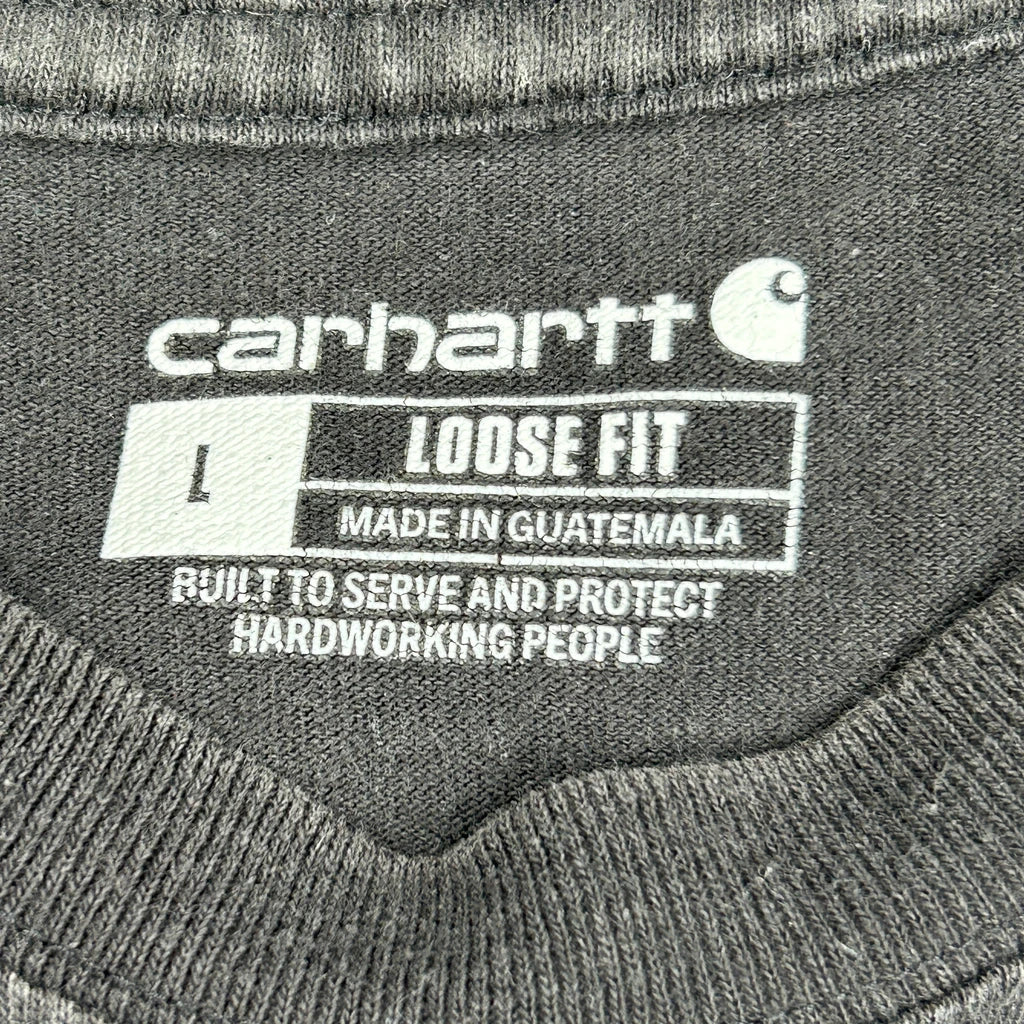 carhartt
L
LOOSE FIT
MADE IN GUATEMALA
BUILT TO SERVE AND PROTECT
HARDWORKING PEOPLE